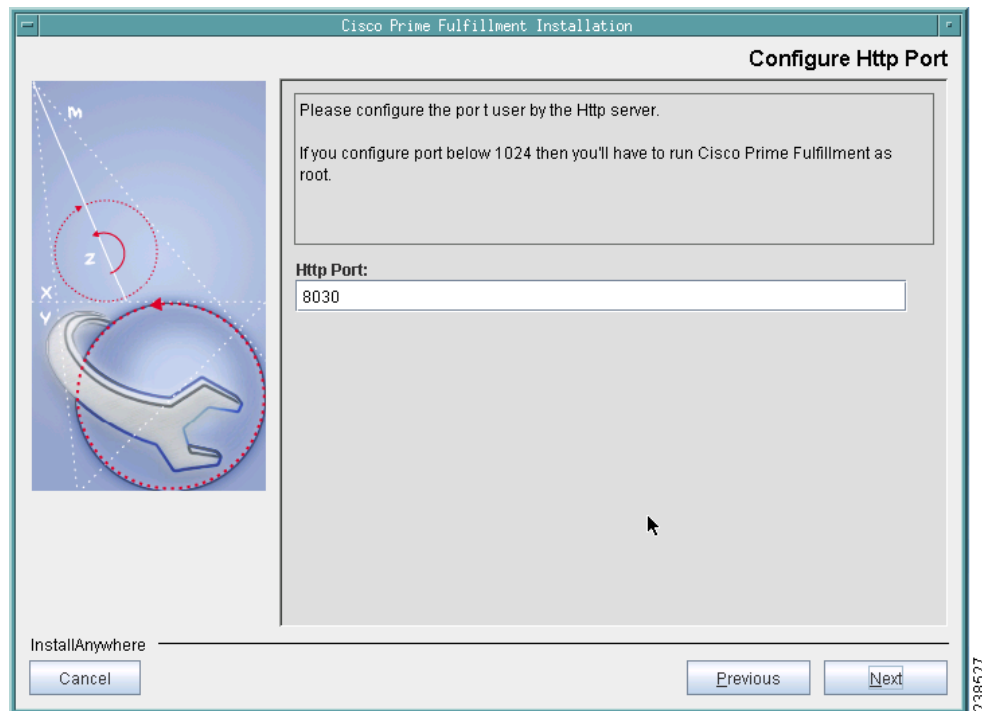 Cisco Prime Fulfillment Installation
Configure Http Port
m
z
X
Y
Please configure the por t user by the Http server.
If you configure port below 1024 then you'll have to run Cisco Prime Fulfillment as
root.
Http Port:
8030
InstallAnywhere
Cancel
Previous
Next
238527